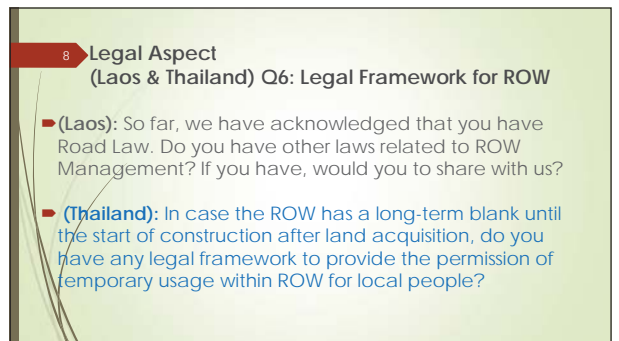 8
Legal Aspect
(Laos & Thailand) Q6: Legal Framework for ROW
(Laos): So far, we have acknowledged that you have
Road Law. Do you have other laws related to ROW
Management? If you have, would you to share with us?
(Thailand): In case the ROW has a long-term blank until
the start of construction after land acquisition, do you
have any legal framework to provide the permission of
temporary usage within ROW for local people?